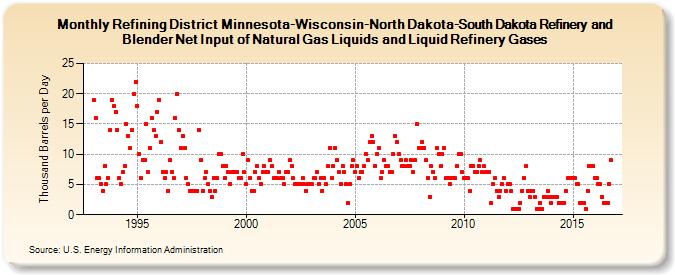 Monthly Refining District Minnesota-Wisconsin-North Dakota-South Dakota Refinery and
Blender Net Input of Natural Gas Liquids and Liquid Refinery Gases
Thousand Barrels per Day
25
20
15
10
5
0
1995
2000
2005
2010
2015
Source: U.S. Energy Information Administration